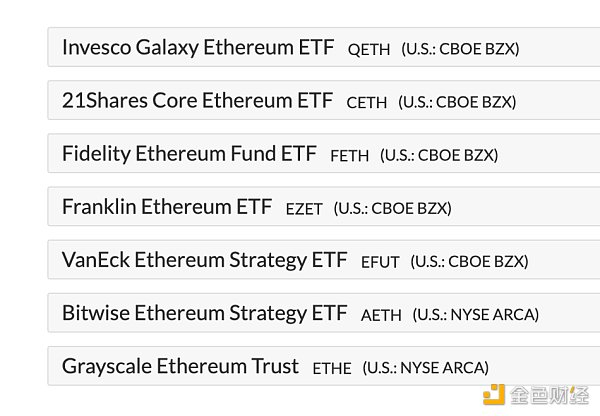 Invesco Galaxy Ethereum ETF QETH (U.S.: CBOE BZX)
21Shares Core Ethereum ETF CETH (U.S.: CBOE BZX)
Fidelity Ethereum Fund ETF FETH (U.S.: CBOE BZX)
Franklin Ethereum ETF EZET (U.S.: CBOE BZX)
VanEck Ethereum Strategy ETF EFUT (U.S.: CBOE BZX)
Bitwise Ethereum Strategy ETF AETH (U.S.: NYSE ARCA)
Grayscale Ethereum Trust ETHE (U.S.: NYSE ARCA)
金色财经